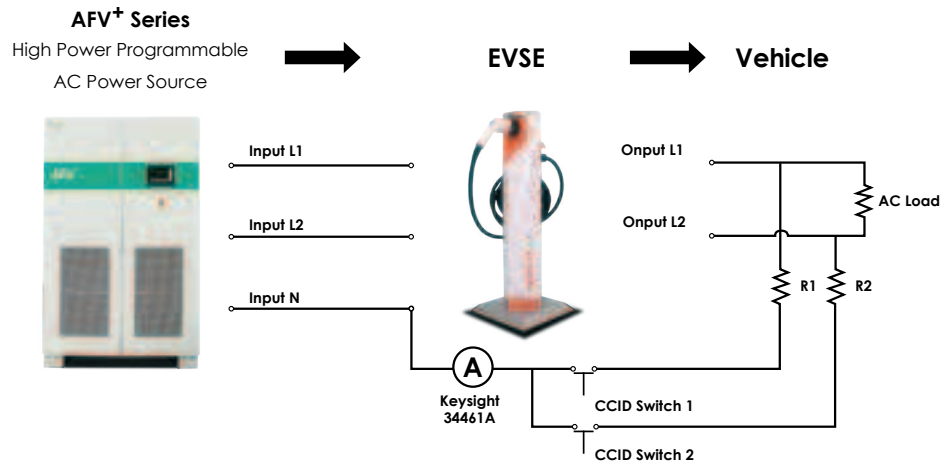 AFV+ Series
High Power Programmable
AC Power Source
EVSE
Vehicle
AFV+
Input L1
Input L2
Input N
Onput L1
Onput L2
AC Load
R1
R2
A
Keysight
34461A
CCID Switch 1
CCID Switch 2